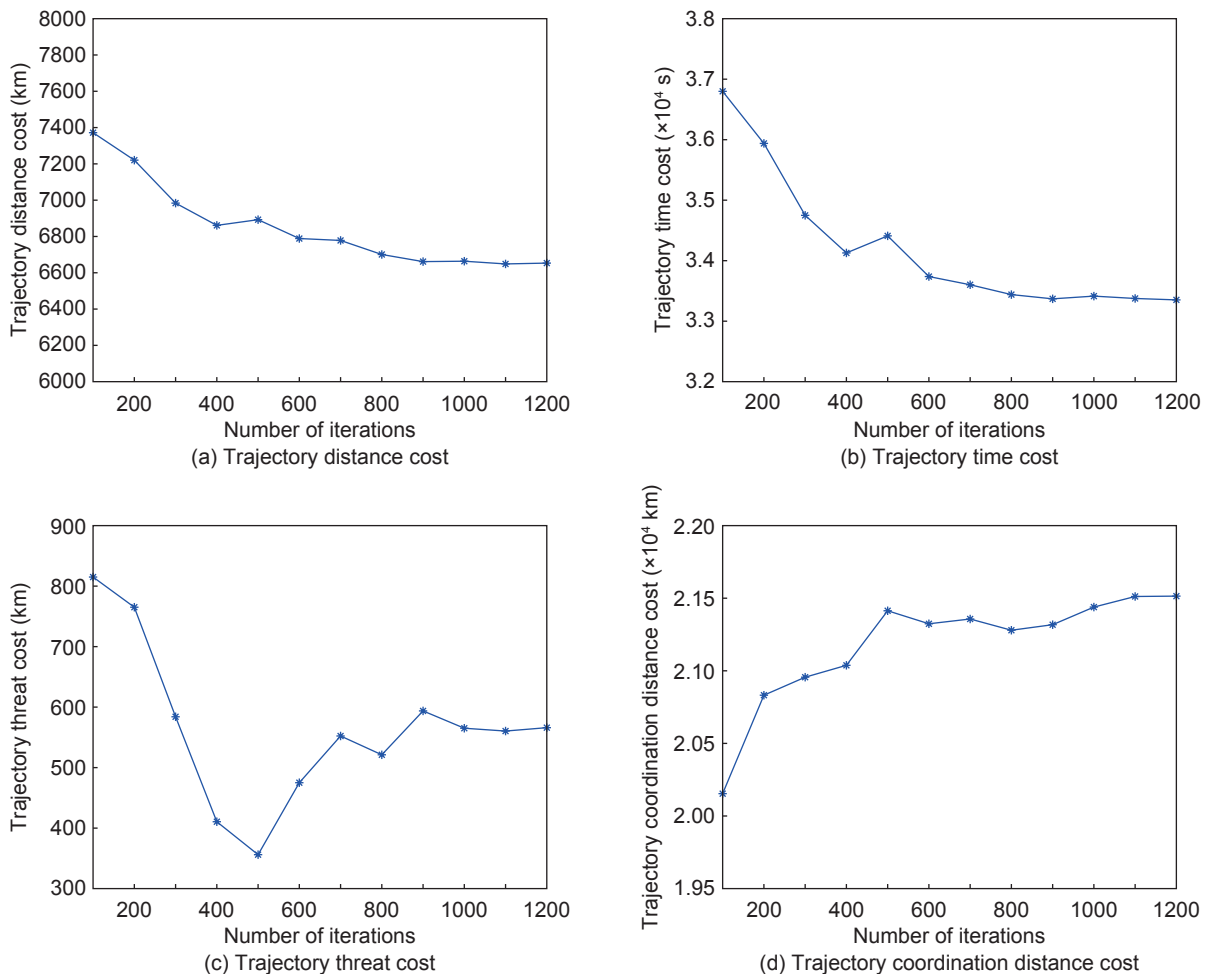 8000
7800
7600
7400
7200
7000
6800
6600
6400
6200
6000
Trajectory distance cost (km)
200 400 600 800 1000 1200
Number of iterations
(a) Trajectory distance cost
3.8
3.7
3.6
3.5
3.4
3.3
3.2
Trajectory time cost (×10⁴ s)
200 400 600 800 1000 1200
Number of iterations
(b) Trajectory time cost
900
800
700
600
500
400
300
Trajectory threat cost (km)
200 400 600 800 1000 1200
Number of iterations
(c) Trajectory threat cost
2.20
2.15
2.10
2.05
2.00
1.95
Trajectory coordination distance cost (×10⁴ km)
200 400 600 800 1000 1200
Number of iterations
(d) Trajectory coordination distance cost